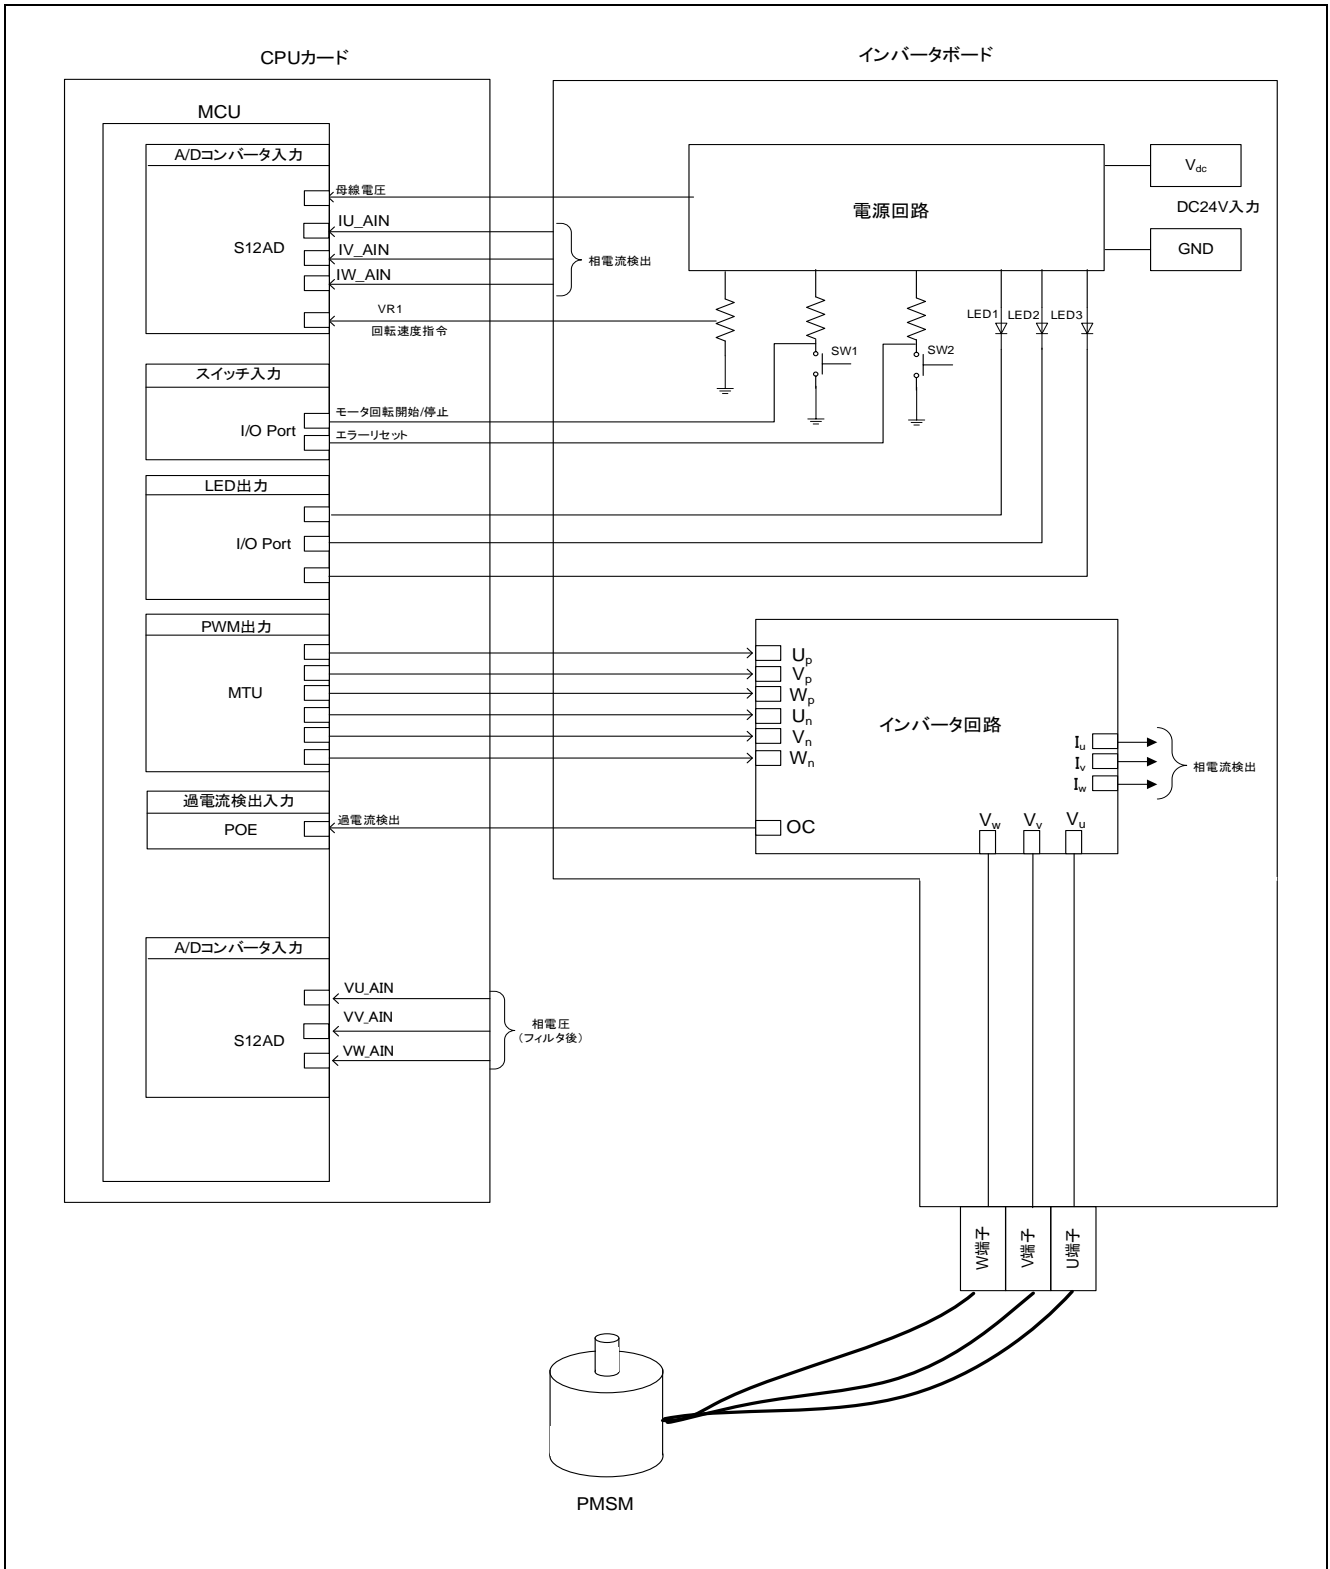 CPUカード
インバータボード
MCU
A/Dコンバータ入力
S12AD
母線電圧
IU_AIN
IV_AIN
IW_AIN
相電流検出
VR1
回転速度指令
電源回路
Vdc
DC24V入力
GND
LED1
LED2
LED3
SW1
SW2
スイッチ入力
I/O Port
モータ回転開始/停止
エラーリセット
LED出力
I/O Port
PWM出力
MTU
Up
Vp
Wp
Un
Vn
Wn
インバータ回路
Iu
Iv
Iw
相電流検出
過電流検出入力
POE
過電流検出
OC
Vw
Vv
Vu
A/Dコンバータ入力
S12AD
VU_AIN
VV_AIN
VW_AIN
相電圧
(フィルタ後)
W端子
V端子
U端子
PMSM